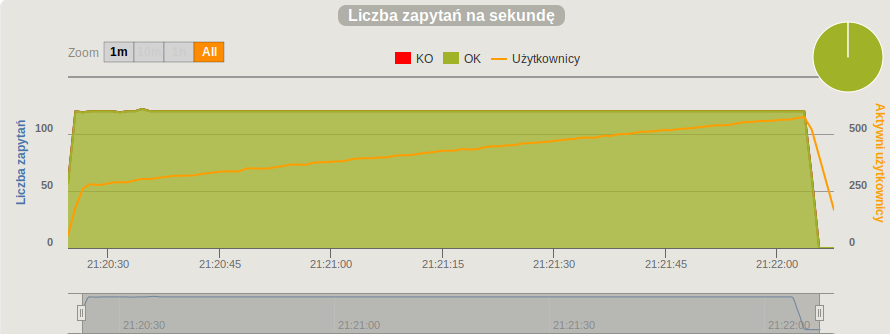 Liczba zapytań na sekundę
Zoom 1m 10m 1h All
KO OK Użytkownicy
Liczba zapytań
Aktywni użytkownicy
100 500
50 250
0 0
21:20:30 21:20:45 21:21:00 21:21:15 21:21:30 21:21:45 21:22:00
21:20:30 21:21:00 21:21:30 21:22:00